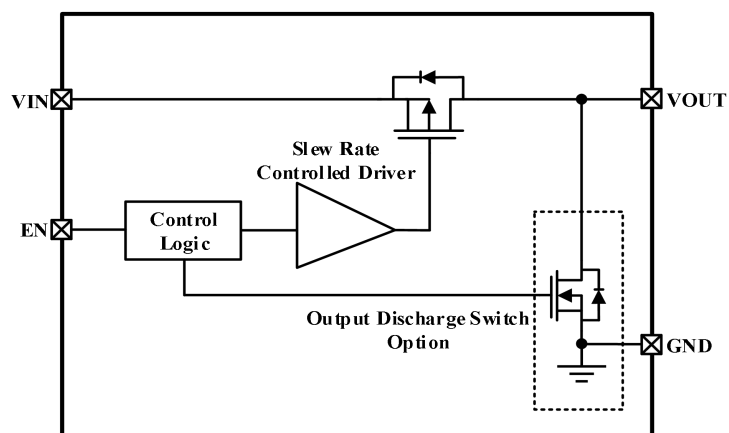 VIN
VOUT
Slew Rate
Controlled Driver
EN
Control
Logic
Output Discharge Switch
Option
GND